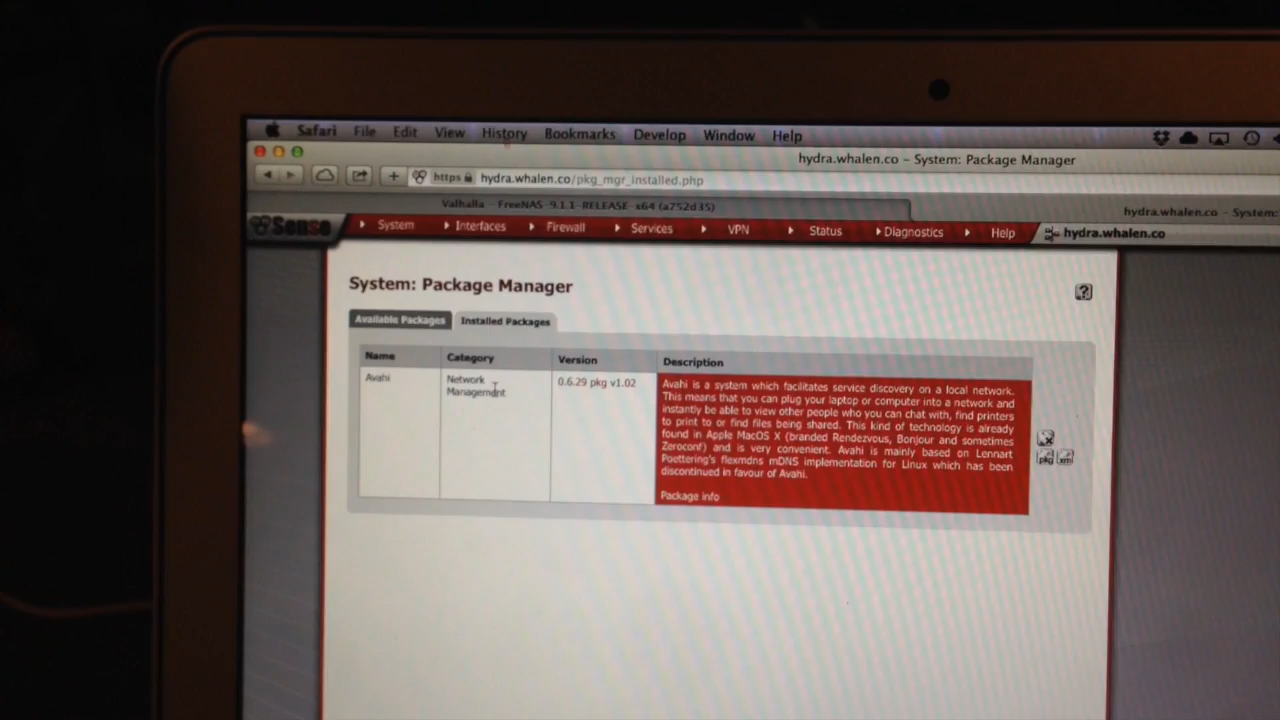 Safari File Edit View History Bookmarks Develop Window Help
hydra.whalen.co – System: Package Manager
https hydra.whalen.co/pkg_mgr_installed.php
Valhalla – FreeNAS-9.1.1-RELEASE-x64 (a752d35)
hydra.whalen.co – System:
Sense System Interfaces Firewall Services VPN Status Diagnostics Help hydra.whalen.co
System: Package Manager
?
Available Packages Installed Packages
Name Category Version Description
Avahi
Network
Management
0.6.29 pkg v1.02
Avahi is a system which facilitates service discovery on a local network.
This means that you can plug your laptop or computer into a network and
instantly be able to view other people who you can chat with, find printers
to print to or find files being shared. This kind of technology is already
found in Apple MacOS X (branded Rendezvous, Bonjour and sometimes
Zeroconf) and is very convenient. Avahi is mainly based on Lennart
Poettering's flexmdns mDNS implementation for Linux which has been
discontinued in favour of Avahi.
Package info
pkg xml